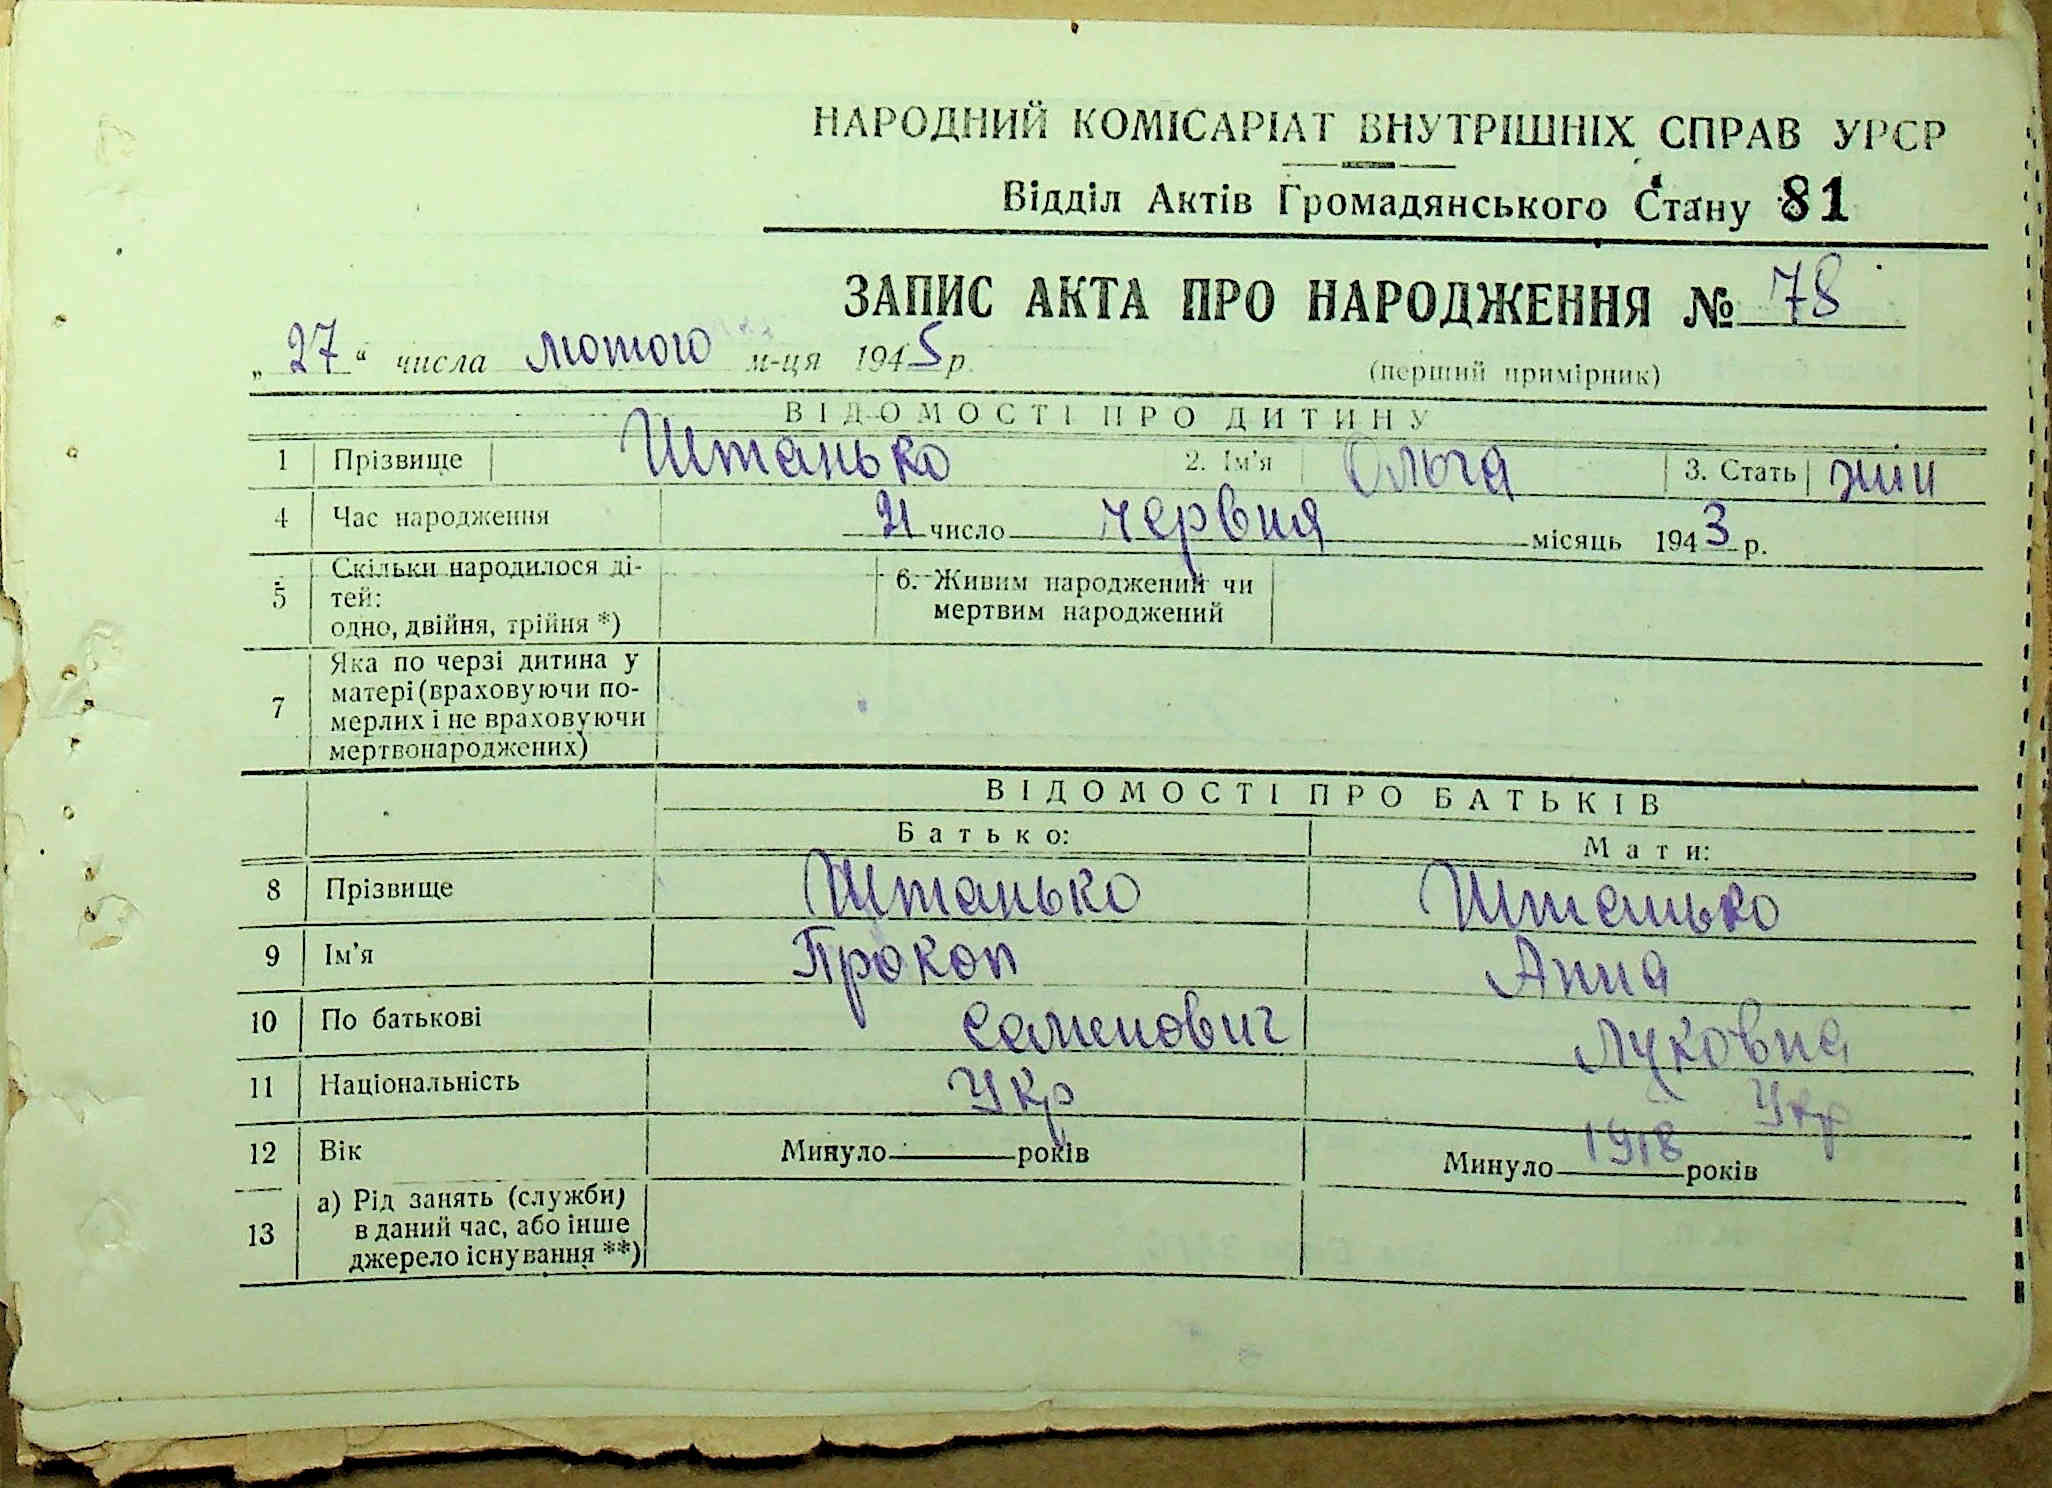 НАРОДНИЙ КОМІСАРІАТ ВНУТРІШНІХ СПРАВ УРСР
Відділ Актів Громадянського Стану 81
ЗАПИС АКТА ПРО НАРОДЖЕННЯ № 78
„27“ числа лютого м-ця 1945 р.
(перший примірник)
ВІДОМОСТІ ПРО ДИТИНУ
1 Прізвище Штанько 2. Ім'я Ольга 3. Стать жін
4 Час народження 21 число червня місяць 1943 р.
5 Скільки народилося ді-
тей:
одно, двійня, трійня *)
6. Живим народжений чи
мертвим народжений
7 Яка по черзі дитина у
матері (враховуючи по-
мерлих і не враховуючи
мертвонароджених)
ВІДОМОСТІ ПРО БАТЬКІВ
Батько: Мати:
8 Прізвище Штанько Штанько
9 Ім'я Прокоп Анна
10 По батькові Семенович Луковна
11 Національність Укр Укр
12 Вік Минуло років Минуло 1918 років
13 а) Рід занять (служби)
в даний час, або інше
джерело існування **)